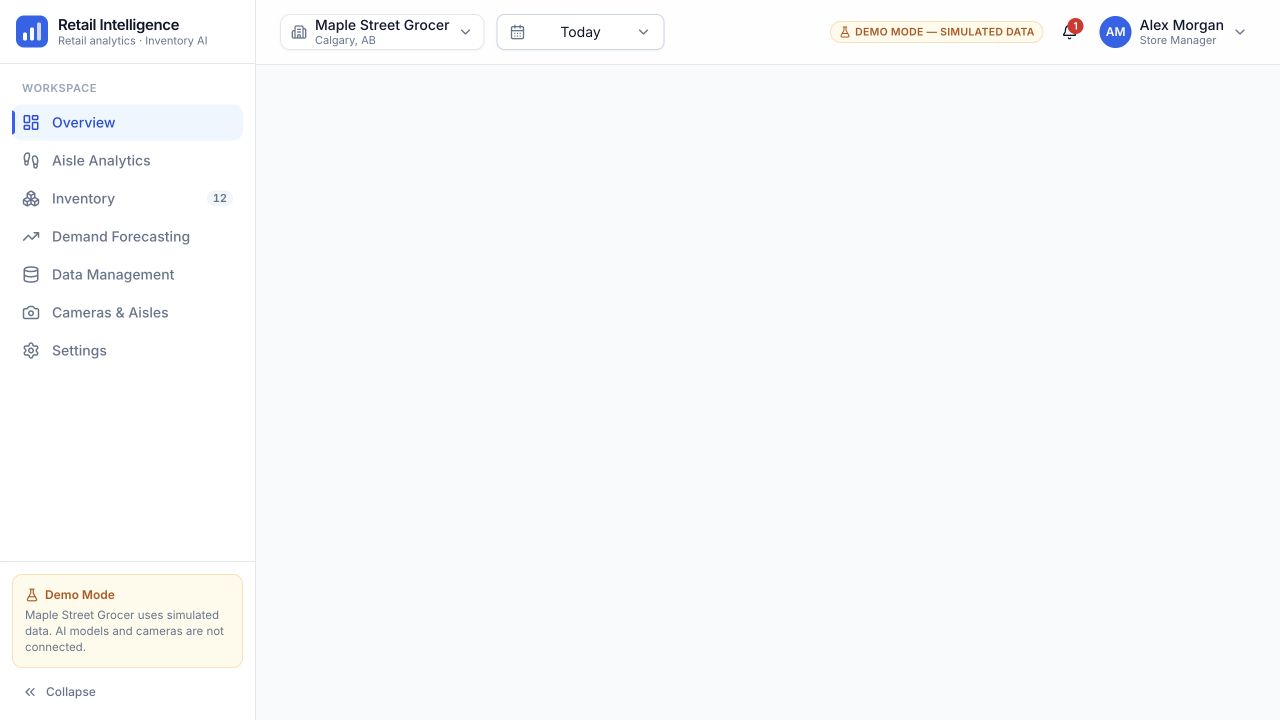 Retail Intelligence
Retail analytics · Inventory AI
WORKSPACE
Overview
Aisle Analytics
Inventory
12
Demand Forecasting
Data Management
Cameras & Aisles
Settings
Demo Mode
Maple Street Grocer uses simulated
data. AI models and cameras are not
connected.
Collapse
Maple Street Grocer
Calgary, AB
Today
DEMO MODE — SIMULATED DATA
1
AM
Alex Morgan
Store Manager